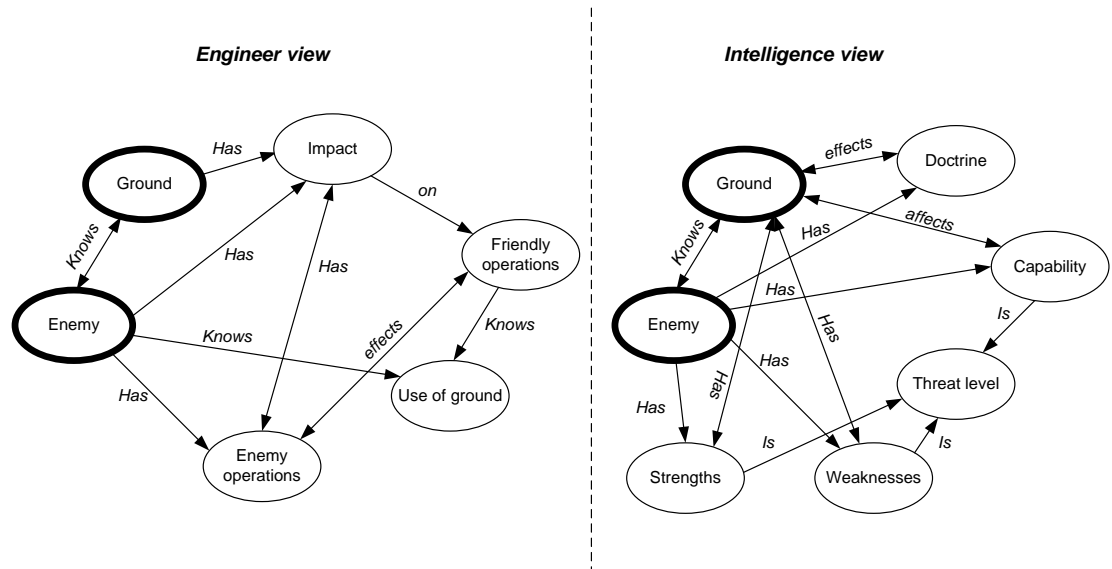 Engineer view
Has
Impact
Ground
on
Knows
Has
Has
Friendly
operations
Enemy
Knows
effects
Knows
Has
Use of ground
Enemy
operations
Intelligence view
effects
Doctrine
Ground
affects
Knows
Has
Capability
Has
Enemy
Is
Has
Has
Has
Threat level
Has
Is
Is
Strengths
Weaknesses